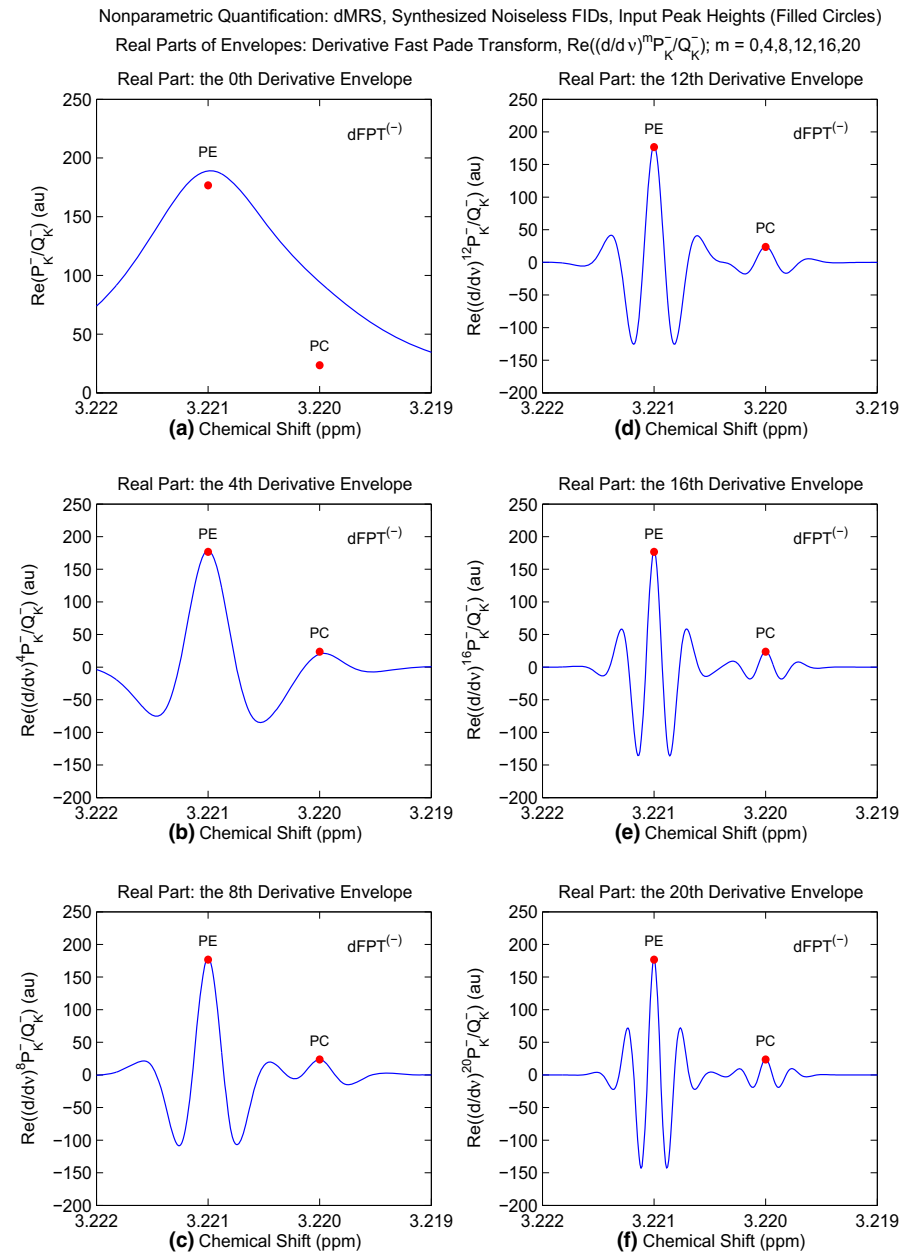 Nonparametric Quantification: dMRS, Synthesized Noiseless FIDs, Input Peak Heights (Filled Circles)
Real Parts of Envelopes: Derivative Fast Pade Transform, Re((d/dν)^m P_K^-/Q_K^-); m = 0,4,8,12,16,20
Real Part: the 0th Derivative Envelope
Re(P_K^-/Q_K^-) (au)
250
200
150
100
50
0
PE
PC
dFPT^(−)
3.222 3.221 3.220 3.219
(a) Chemical Shift (ppm)
Real Part: the 4th Derivative Envelope
Re((d/dν)^4 P_K^-/Q_K^-) (au)
250
200
150
100
50
0
−50
−100
−150
−200
PE
PC
dFPT^(−)
3.222 3.221 3.220 3.219
(b) Chemical Shift (ppm)
Real Part: the 8th Derivative Envelope
Re((d/dν)^8 P_K^-/Q_K^-) (au)
250
200
150
100
50
0
−50
−100
−150
−200
PE
PC
dFPT^(−)
3.222 3.221 3.220 3.219
(c) Chemical Shift (ppm)
Real Part: the 12th Derivative Envelope
Re((d/dν)^12 P_K^-/Q_K^-) (au)
250
200
150
100
50
0
−50
−100
−150
−200
PE
PC
dFPT^(−)
3.222 3.221 3.220 3.219
(d) Chemical Shift (ppm)
Real Part: the 16th Derivative Envelope
Re((d/dν)^16 P_K^-/Q_K^-) (au)
250
200
150
100
50
0
−50
−100
−150
−200
PE
PC
dFPT^(−)
3.222 3.221 3.220 3.219
(e) Chemical Shift (ppm)
Real Part: the 20th Derivative Envelope
Re((d/dν)^20 P_K^-/Q_K^-) (au)
250
200
150
100
50
0
−50
−100
−150
−200
PE
PC
dFPT^(−)
3.222 3.221 3.220 3.219
(f) Chemical Shift (ppm)